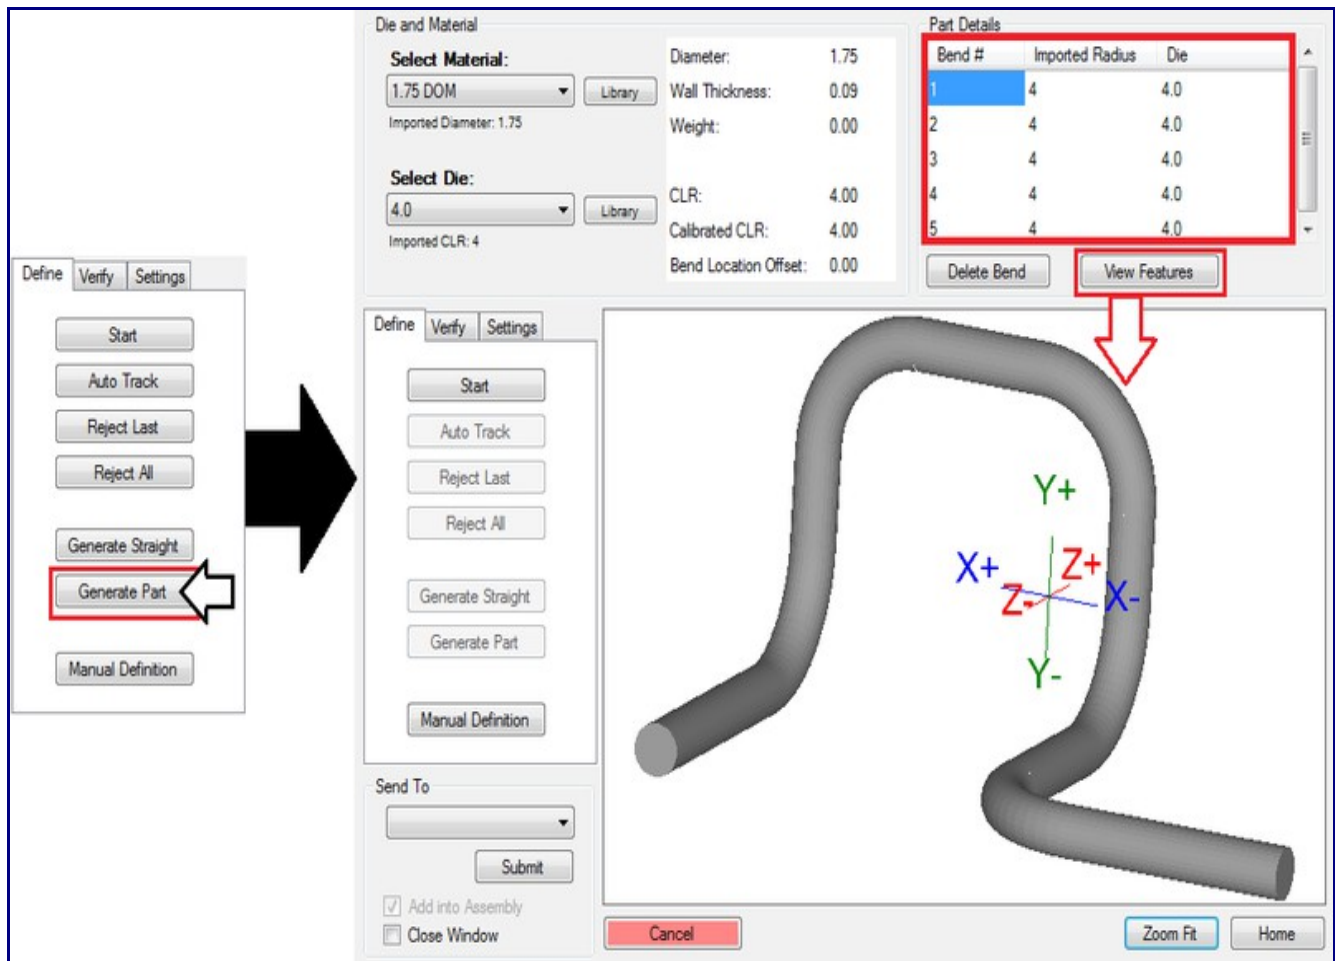 Define Verify Settings
Start
Auto Track
Reject Last
Reject All
Generate Straight
Generate Part
Manual Definition
Die and Material
Select Material:
1.75 DOM Library
Imported Diameter: 1.75
Select Die:
4.0 Library
Imported CLR: 4
Diameter: 1.75
Wall Thickness: 0.09
Weight: 0.00
CLR: 4.00
Calibrated CLR: 4.00
Bend Location Offset: 0.00
Part Details
Bend # Imported Radius Die
1 4 4.0
2 4 4.0
3 4 4.0
4 4 4.0
5 4 4.0
Delete Bend View Features
Define Verify Settings
Start
Auto Track
Reject Last
Reject All
Generate Straight
Generate Part
Manual Definition
Y+
X+ Z+
Z- X-
Y-
Send To
Submit
Add into Assembly
Close Window
Cancel Zoom Fit Home